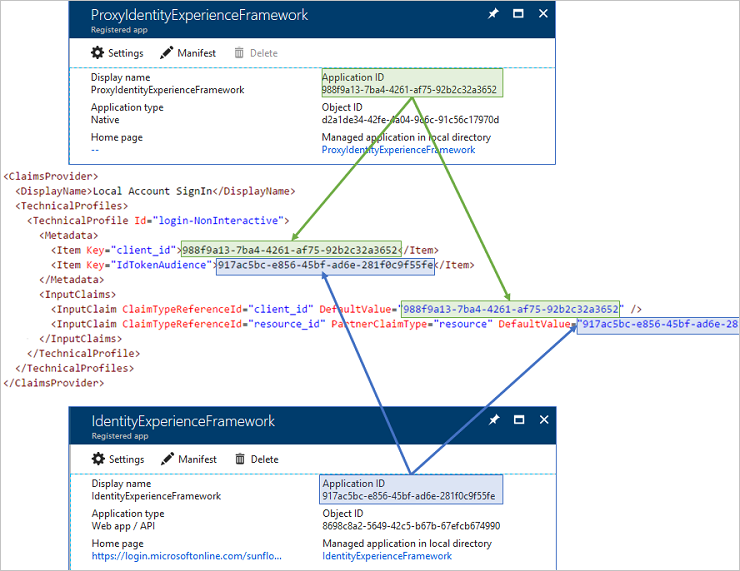 ProxyIdentityExperienceFramework
Registered app
Settings Manifest Delete
Display name
ProxyIdentityExperienceFramework
Application ID
988f9a13-7ba4-4261-af75-92b2c32a3652
Application type
Native
Object ID
d2a1de34-42fe-4a04-9c6c-91c56c17970d
Home page
--
Managed application in local directory
ProxyIdentityExperienceFramework
<ClaimsProvider>
<DisplayName>Local Account SignIn</DisplayName>
<TechnicalProfiles>
<TechnicalProfile Id="login-NonInteractive">
<Metadata>
<Item Key="client_id">988f9a13-7ba4-4261-af75-92b2c32a3652</Item>
<Item Key="IdTokenAudience">917ac5bc-e856-45bf-ad6e-281f0c9f55fe</Item>
</Metadata>
<InputClaims>
<InputClaim ClaimTypeReferenceId="client_id" DefaultValue="988f9a13-7ba4-4261-af75-92b2c32a3652" />
<InputClaim ClaimTypeReferenceId="resource_id" PartnerClaimType="resource" DefaultValue="917ac5bc-e856-45bf-ad6e-28
</InputClaims>
</TechnicalProfile>
</TechnicalProfiles>
</ClaimsProvider>
IdentityExperienceFramework
Registered app
Settings Manifest Delete
Display name
IdentityExperienceFramework
Application ID
917ac5bc-e856-45bf-ad6e-281f0c9f55fe
Application type
Web app / API
Object ID
8698c8a2-5649-42c5-b67b-67efcb674990
Home page
https://login.microsoftonline.com/sunflo...
Managed application in local directory
IdentityExperienceFramework